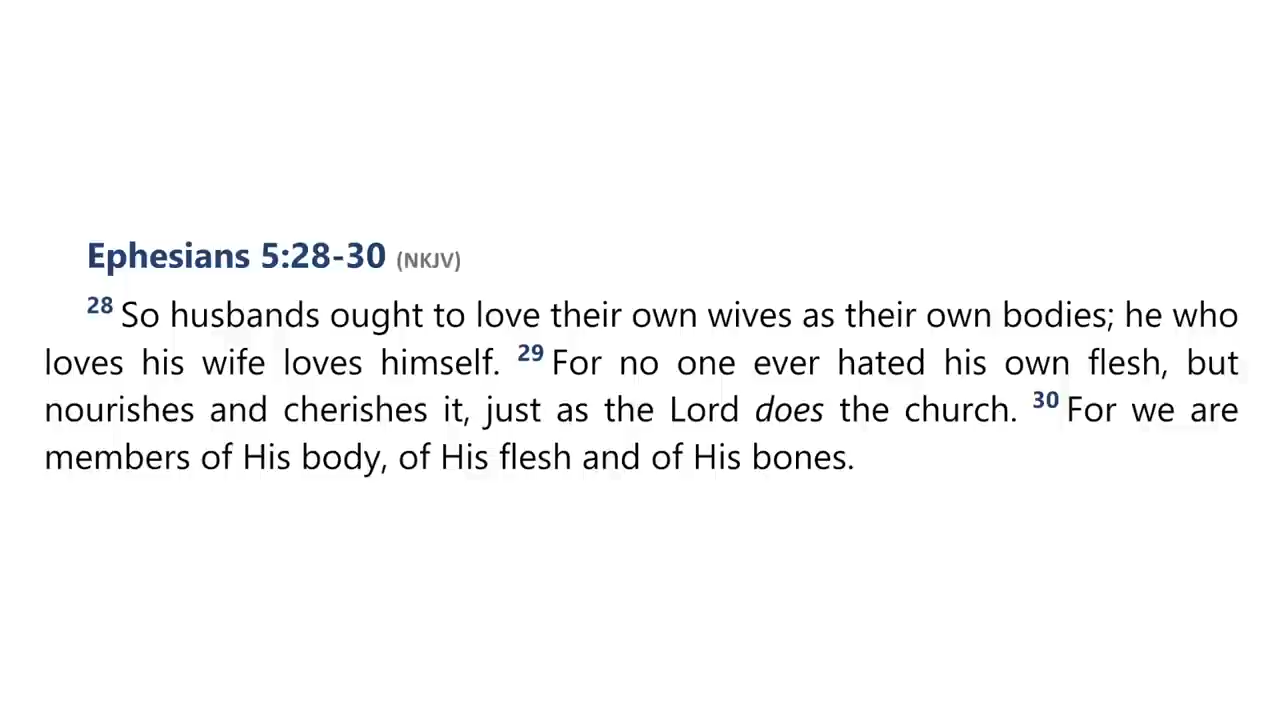 Ephesians 5:28-30 (NKJV)
28 So husbands ought to love their own wives as their own bodies; he who
loves his wife loves himself. 29 For no one ever hated his own flesh, but
nourishes and cherishes it, just as the Lord does the church. 30 For we are
members of His body, of His flesh and of His bones.